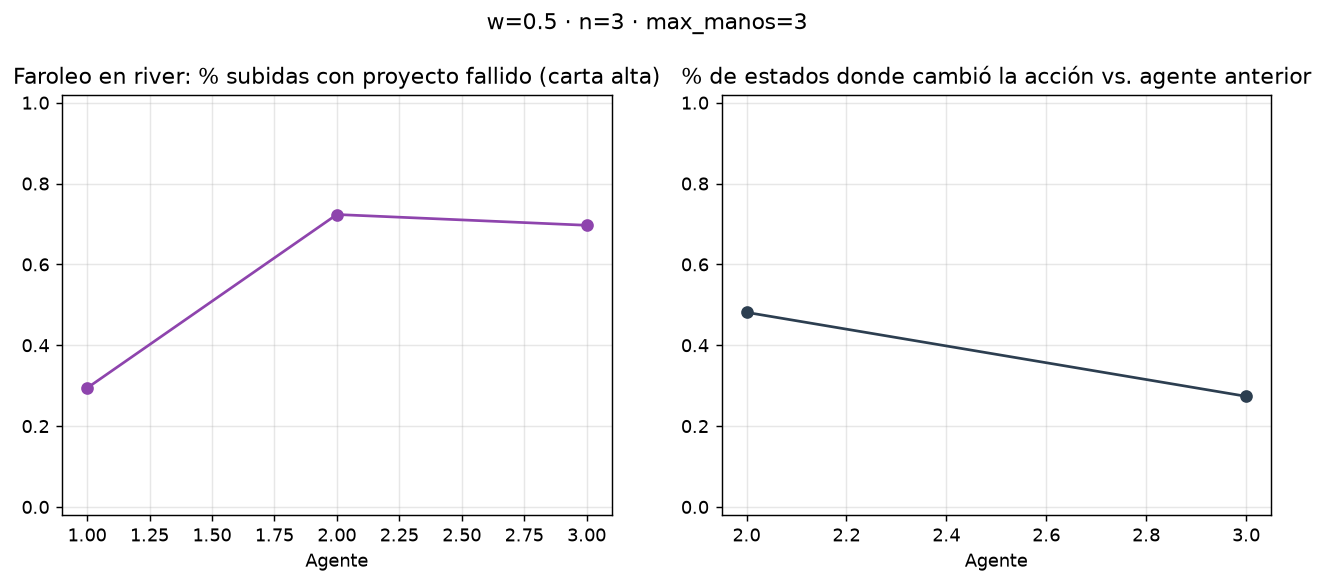 w=0.5 · n=3 · max_manos=3
Faroleo en river: % subidas con proyecto fallido (carta alta)
1.0
0.8
0.6
0.4
0.2
0.0
1.00 1.25 1.50 1.75 2.00 2.25 2.50 2.75 3.00
Agente
% de estados donde cambió la acción vs. agente anterior
1.0
0.8
0.6
0.4
0.2
0.0
2.0 2.2 2.4 2.6 2.8 3.0
Agente